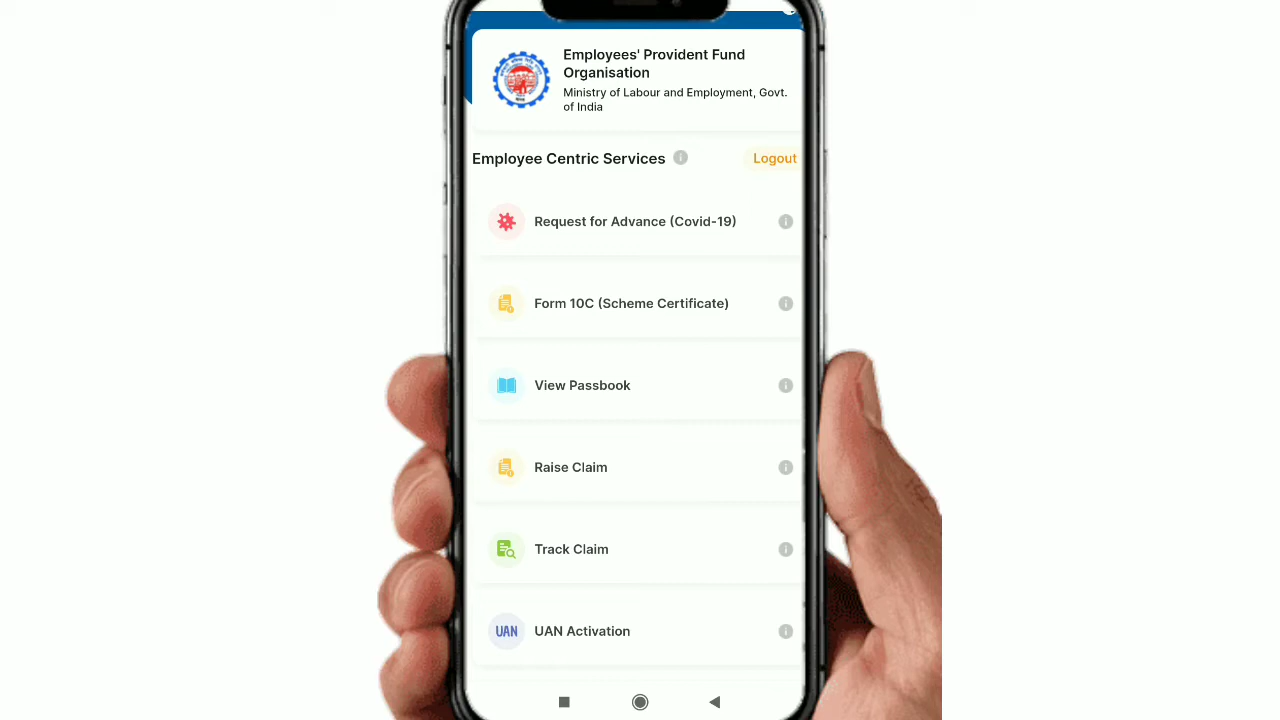 Employees' Provident Fund
Organisation
Ministry of Labour and Employment, Govt.
of India
Employee Centric Services
Logout
Request for Advance (Covid-19)
Form 10C (Scheme Certificate)
View Passbook
Raise Claim
Track Claim
UAN UAN Activation